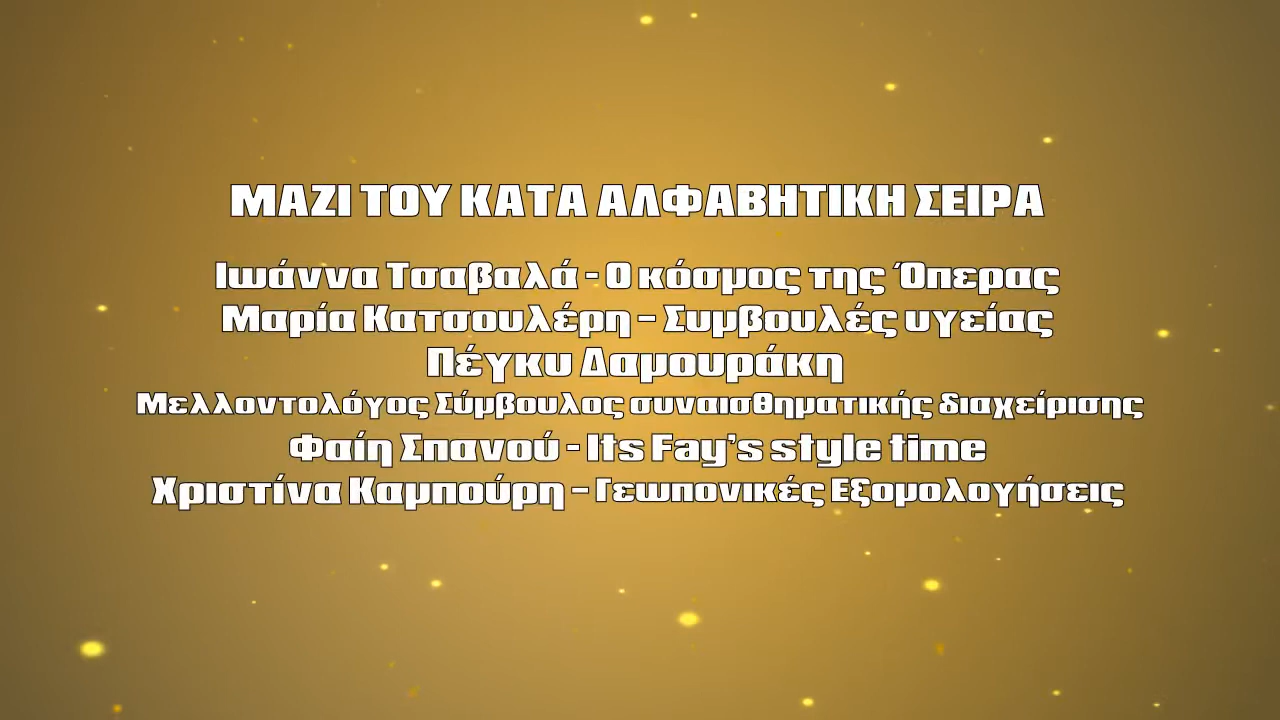 ΜΑΖΙ ΤΟΥ ΚΑΤΑ ΑΛΦΑΒΗΤΙΚΗ ΣΕΙΡΑ
Ιωάννα Τσαβαλά - Ο κόσμος της Όπερας
Μαρία Κατσουλέρη – Συμβουλές υγείας
Πέγκυ Δαμουράκη
Μελλοντολόγος Σύμβουλος συναισθηματικής διαχείρισης
Φαίη Σπανού - Its Fay's style time
Χριστίνα Καμπούρη – Γεωπονικές Εξομολογήσεις